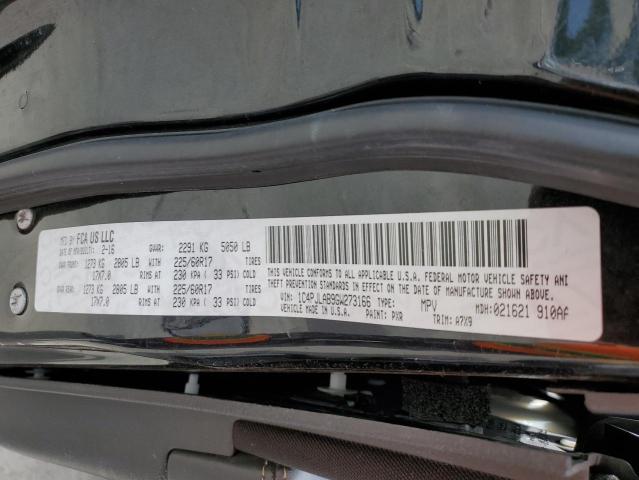 MFD BY FCA US LLC
DATE OF MFR/VEHICLE: 2-16 GVWR: 2291 KG 5050 LB
GAWR FRONT: 1273 KG 2805 LB WITH 225/60R17 TIRES
17X7.0 RIMS AT 230 KPA ( 33 PSI) COLD
GAWR REAR: 1273 KG 2805 LB WITH 225/60R17 TIRES
17X7.0 RIMS AT 230 KPA ( 33 PSI) COLD
THIS VEHICLE CONFORMS TO ALL APPLICABLE U.S.A. FEDERAL MOTOR VEHICLE SAFETY AND
THEFT PREVENTION STANDARDS IN EFFECT ON THE DATE OF MANUFACTURE SHOWN ABOVE.
VIN: 1C4PJLAB9GW273166 TYPE: MPV MDH: 021621 910AA
VEHICLE MADE IN U.S.A. PAINT: PXR TRIM: A7X9